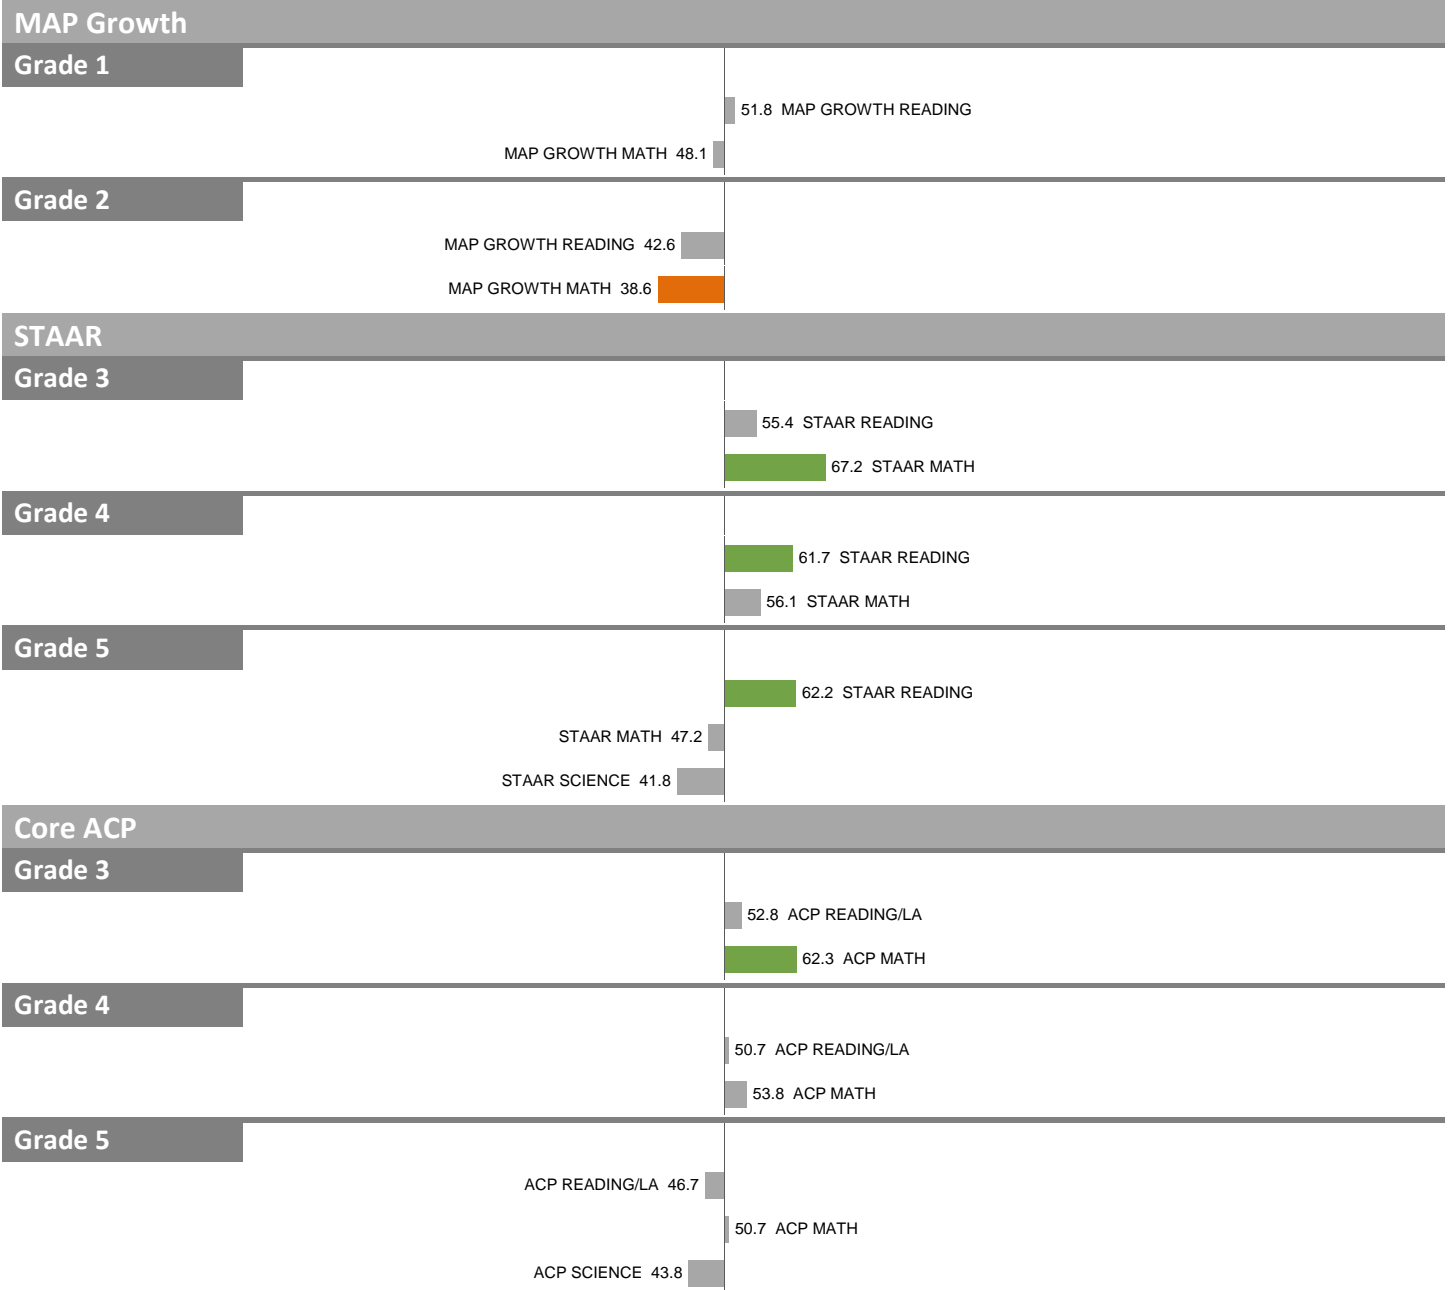 MAP Growth
Grade 1
51.8 MAP GROWTH READING
MAP GROWTH MATH 48.1
Grade 2
MAP GROWTH READING 42.6
MAP GROWTH MATH 38.6
STAAR
Grade 3
55.4 STAAR READING
67.2 STAAR MATH
Grade 4
61.7 STAAR READING
56.1 STAAR MATH
Grade 5
62.2 STAAR READING
STAAR MATH 47.2
STAAR SCIENCE 41.8
Core ACP
Grade 3
52.8 ACP READING/LA
62.3 ACP MATH
Grade 4
50.7 ACP READING/LA
53.8 ACP MATH
Grade 5
ACP READING/LA 46.7
50.7 ACP MATH
ACP SCIENCE 43.8